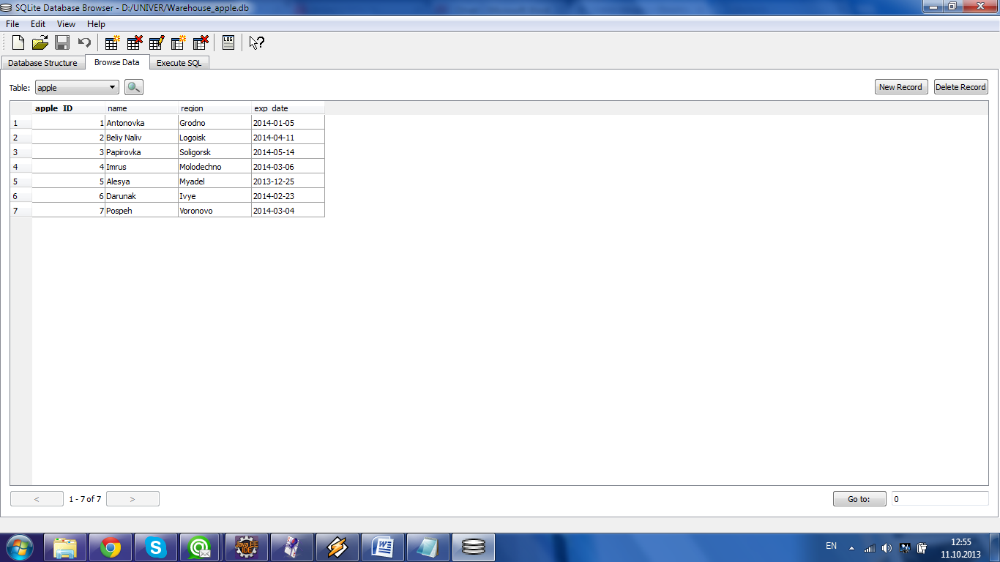 SQLite Database Browser - D:/UNIVER/Warehouse_apple.db
File Edit View Help
LOG
Database Structure Browse Data Execute SQL
Table: apple New Record Delete Record
apple_ID name region exp_date
1 1 Antonovka Grodno 2014-01-05
2 2 Beliy Naliv Logoisk 2014-04-11
3 3 Papirovka Soligorsk 2014-05-14
4 4 Imrus Molodechno 2014-03-06
5 5 Alesya Myadel 2013-12-25
6 6 Darunak Ivye 2014-02-23
7 7 Pospeh Voronovo 2014-03-04
< 1 - 7 of 7 > Go to: 0
Java EE
IDE
EN 12:55
11.10.2013